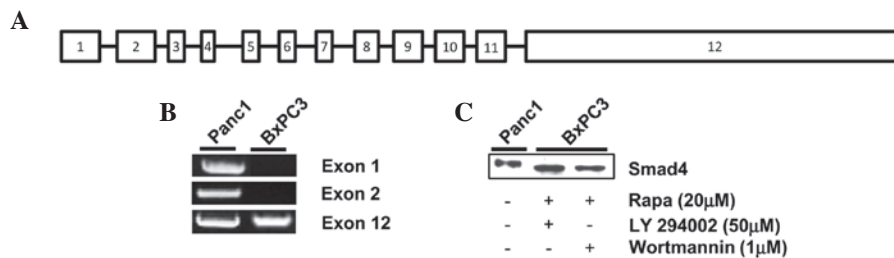 A
1 2 3 4 5 6 7 8 9 10 11 12
B
Panc1 BxPC3
Exon 1
Exon 2
Exon 12
C
Panc1 BxPC3
Smad4
- + + Rapa (20μM)
- + - LY 294002 (50μM)
- - + Wortmannin (1μM)